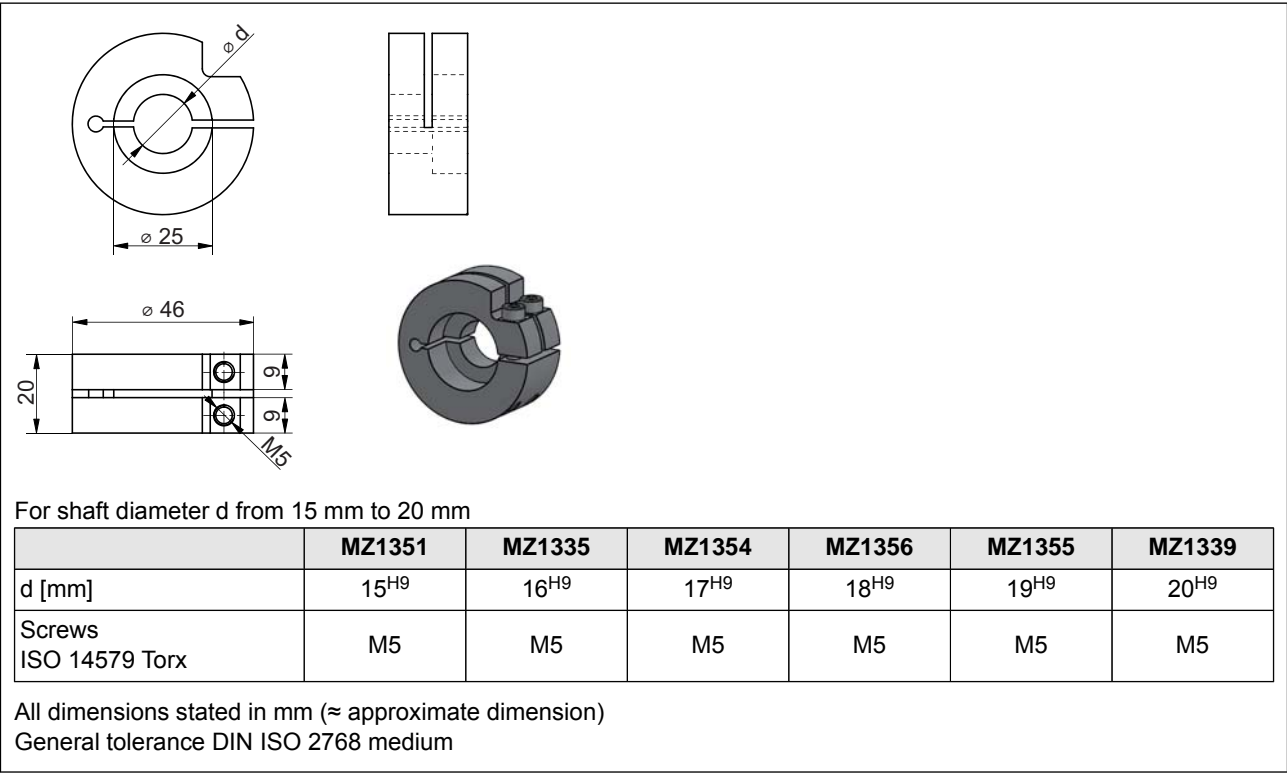 ⌀ d
⌀ 25
⌀ 46
20
9
9
M5
For shaft diameter d from 15 mm to 20 mm
MZ1351 MZ1335 MZ1354 MZ1356 MZ1355 MZ1339
d [mm] 15H9 16H9 17H9 18H9 19H9 20H9
Screws
ISO 14579 Torx M5 M5 M5 M5 M5 M5
All dimensions stated in mm (≈ approximate dimension)
General tolerance DIN ISO 2768 medium